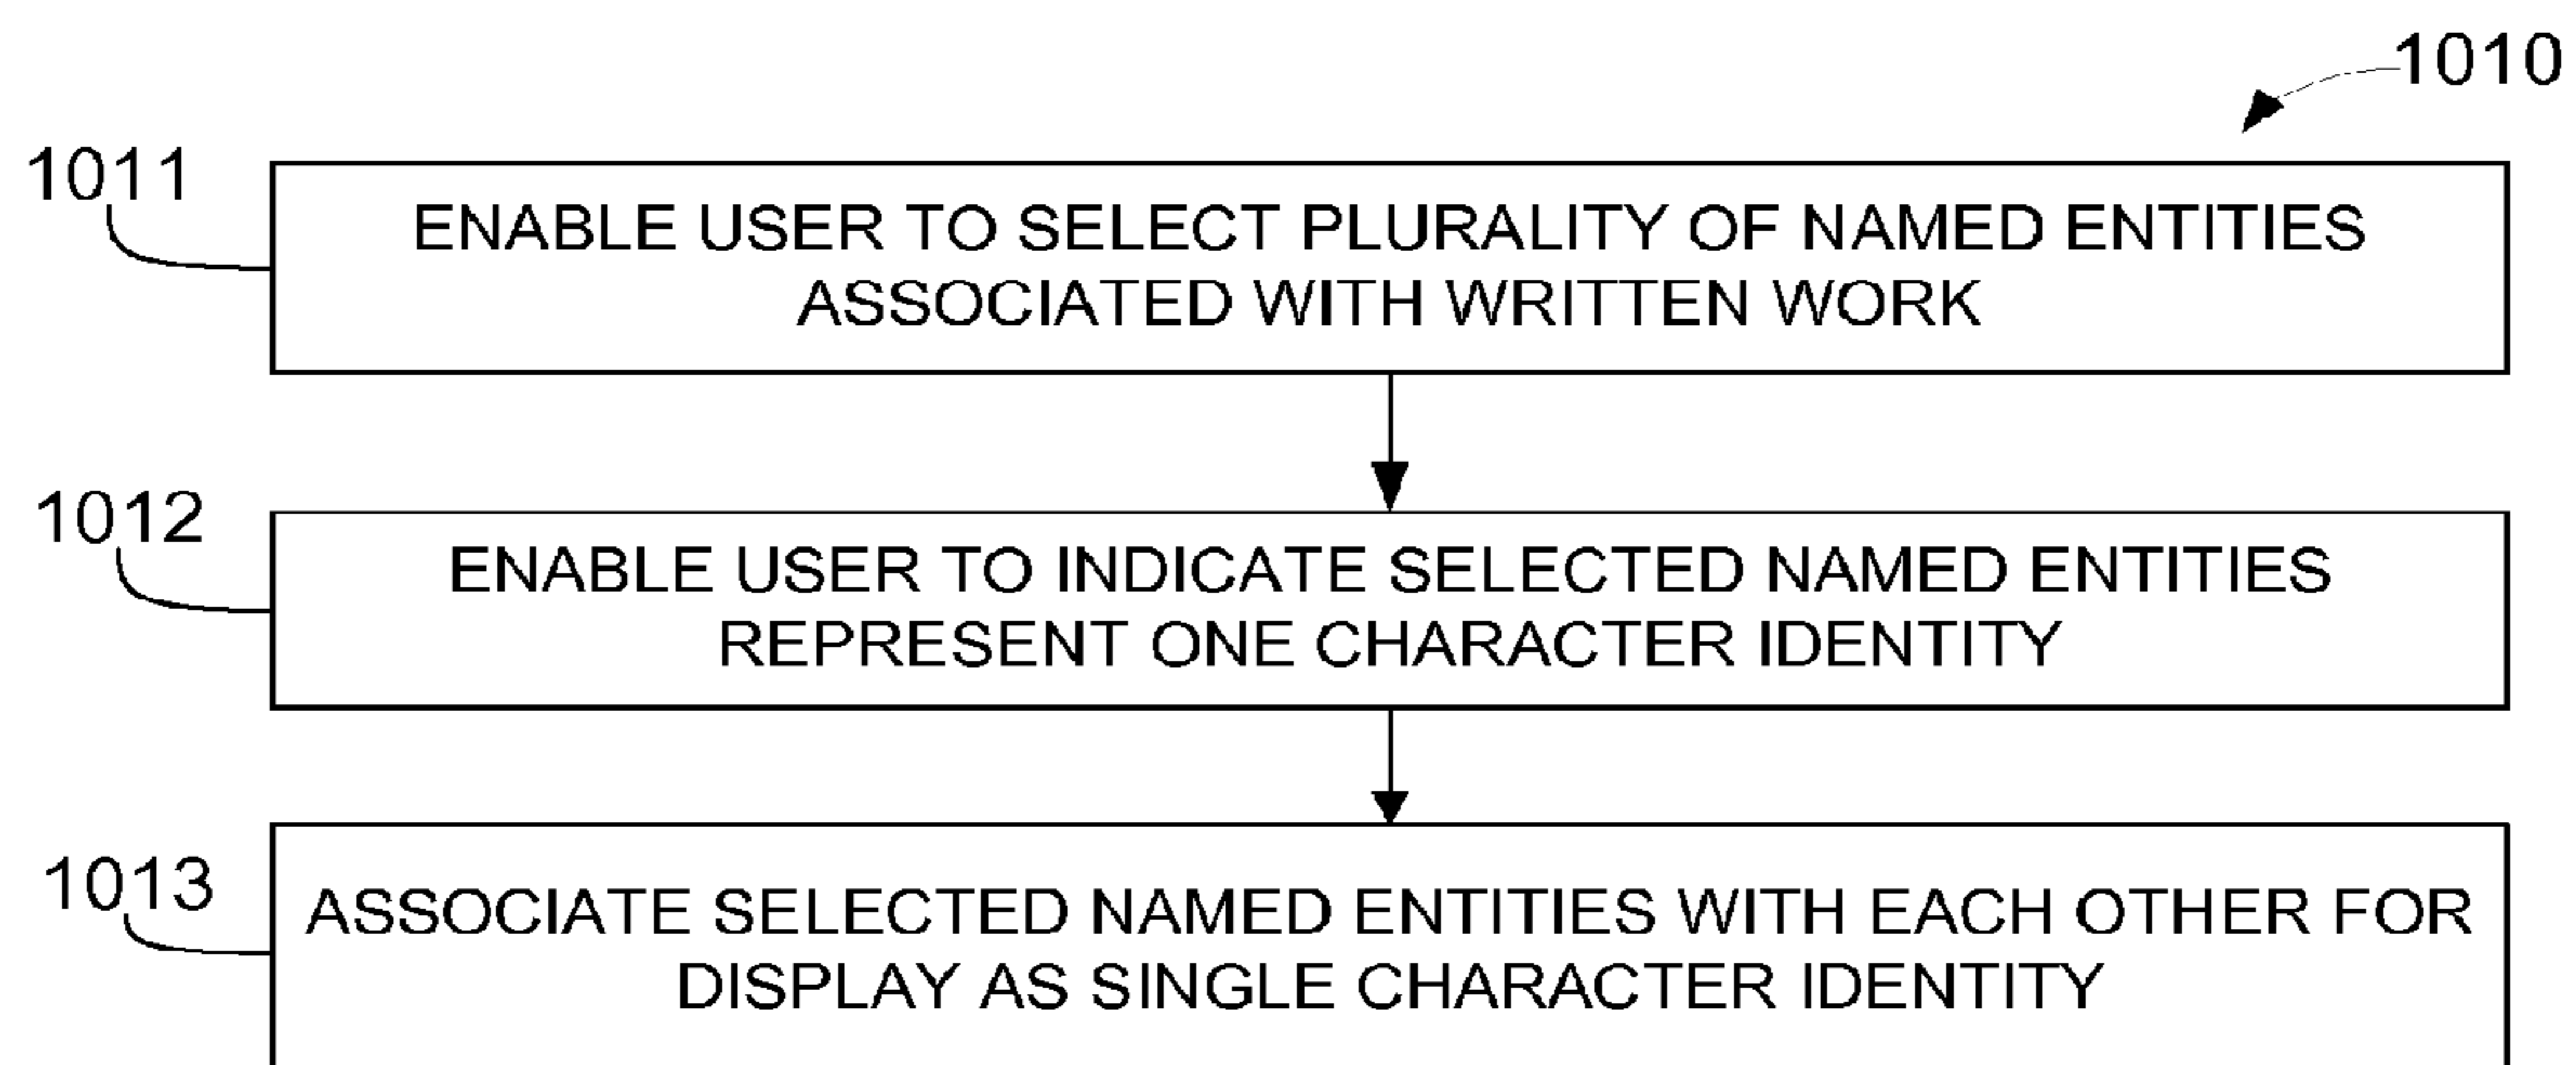 1010
1011
ENABLE USER TO SELECT PLURALITY OF NAMED ENTITIES
ASSOCIATED WITH WRITTEN WORK
1012
ENABLE USER TO INDICATE SELECTED NAMED ENTITIES
REPRESENT ONE CHARACTER IDENTITY
1013
ASSOCIATE SELECTED NAMED ENTITIES WITH EACH OTHER FOR
DISPLAY AS SINGLE CHARACTER IDENTITY